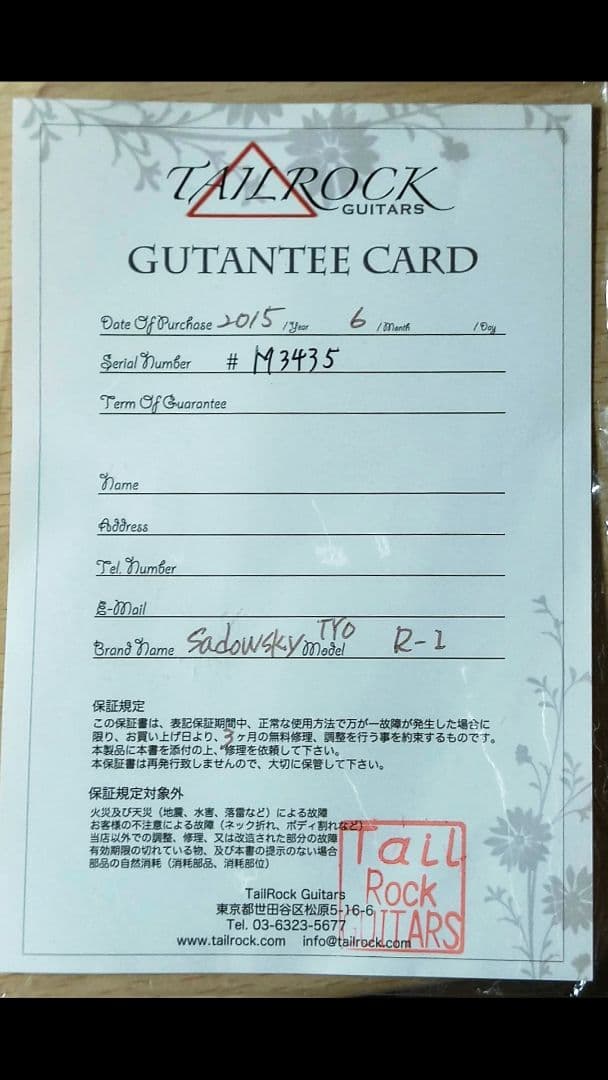 TAILROCK
GUITARS
GUTANTEE CARD
Date Of Purchase 2015 /Year 6 /Month /Day
Serial Number # M3435
Term Of Guarantee
Name
Address
Tel. Number
E-Mail
Brand Name Sadowsky TYO Model R-1
保証規定
この保証書は、表記保証期間中、正常な使用方法で万が一故障が発生した場合に
限り、お買い上げ日より、3ヶ月の無料修理、調整を行う事を約束するものです。
本製品に本書を添付の上、修理を依頼して下さい。
本保証書は再発行致しませんので、大切に保管して下さい。
保証規定対象外
火災及び天災（地震、水害、落雷など）による故障
お客様の不注意による故障（ネック折れ、ボディ割れなど）
当店以外での調整、修理、又は改造された部分の故障
有効期限の切れている物、及び本書の提示のない場合
部品の自然消耗（消耗部品、消耗部位）
Tail
Rock
GUITARS
TailRock Guitars
東京都世田谷区松原5-16-6
Tel. 03-6323-5677
www.tailrock.com info@tailrock.com